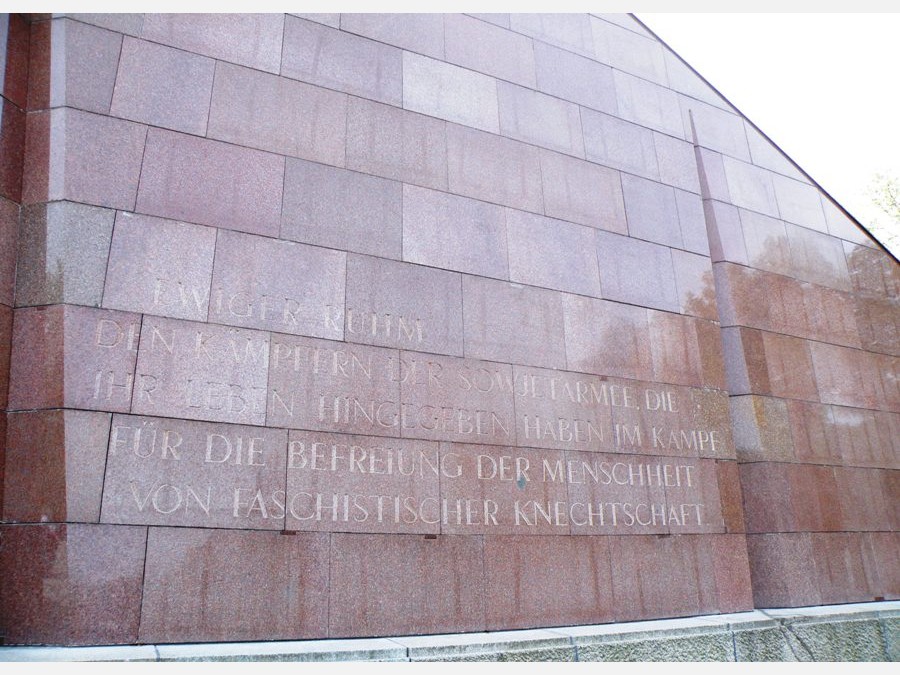 EWIGER RUHM
DEN KÄMPFERN DER SOWJETARMEE, DIE
IHR LEBEN HINGEGEBEN HABEN IM KAMPF
FÜR DIE BEFREIUNG DER MENSCHHEIT
VON FASCHISTISCHER KNECHTSCHAFT